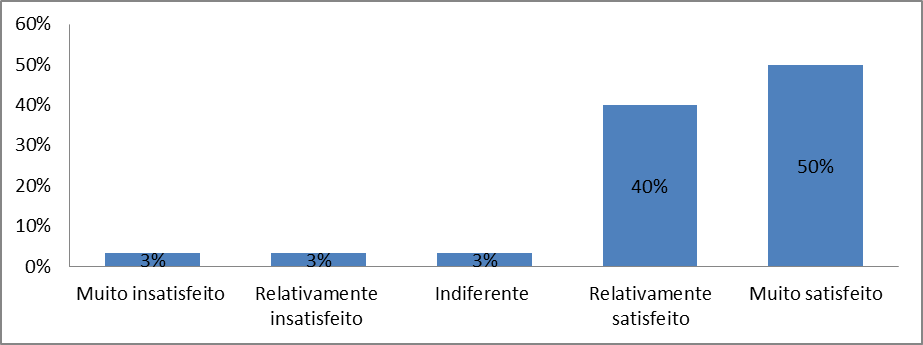 60%
50%
40%
30%
20%
10%
0%
3%
3%
3%
40%
50%
Muito insatisfeito
Relativamente
insatisfeito
Indiferente
Relativamente
satisfeito
Muito satisfeito